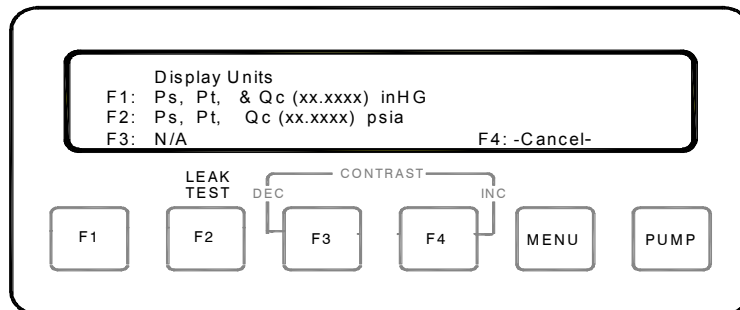 Display Units
F1: Ps, Pt, & Qc (xx.xxxx) inHG
F2: Ps, Pt, Qc (xx.xxxx) psia
F3: N/A F4: -Cancel-
LEAK
TEST
CONTRAST
DEC
INC
F1
F2
F3
F4
MENU
PUMP